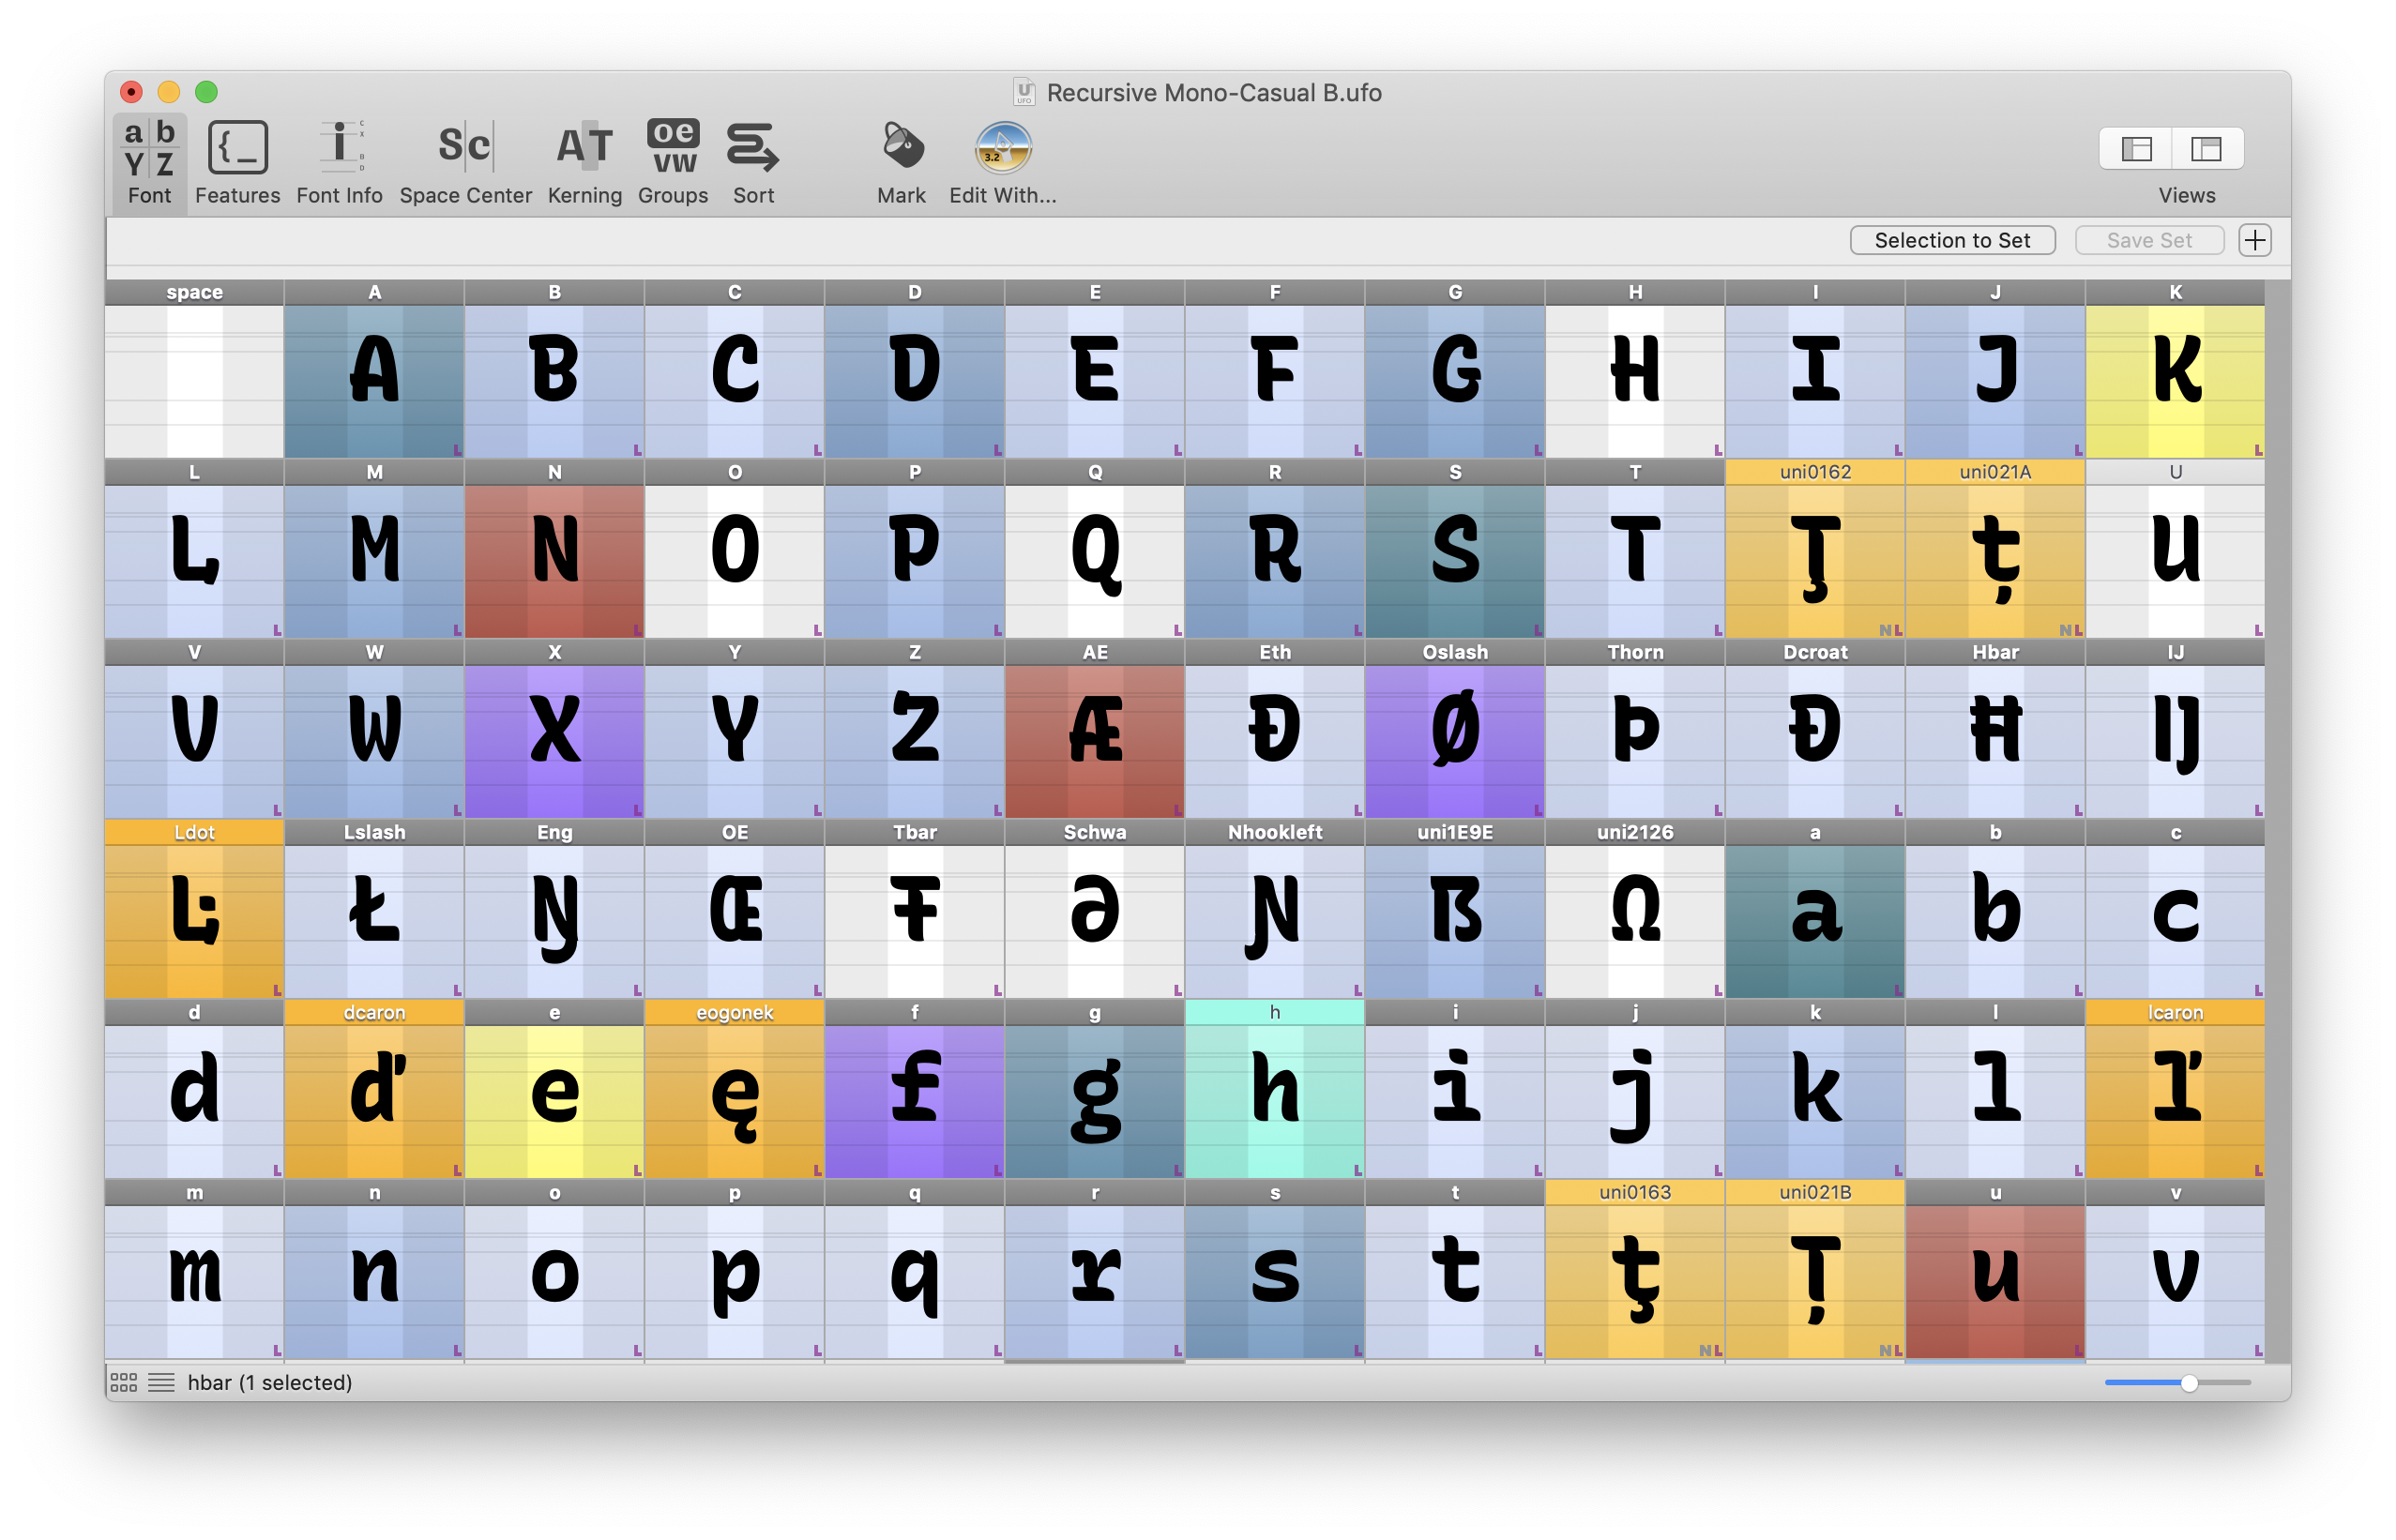 Recursive Mono-Casual B.ufo
Font Features Font Info Space Center Kerning Groups Sort Mark Edit With... Views
Selection to Set Save Set
space A B C D E F G H I J K
A B C D E F G H I J K
L M N O P Q R S T uni0162 uni021A U
L M N O P Q R S T Ţ ț U
V W X Y Z AE Eth Oslash Thorn Dcroat Hbar IJ
V W X Y Z Æ Ð Ø Þ Đ Ħ IJ
Ldot Lslash Eng OE Tbar Schwa Nhookleft uni1E9E uni2126 a b c
Ŀ Ł Ŋ Œ Ŧ Ə Ɲ ẞ Ω a b c
d dcaron e eogonek f g h i j k l lcaron
d ď e ę f g h i j k l ľ
m n o p q r s t uni0163 uni021B u v
m n o p q r s t ţ Ț u v
hbar (1 selected)